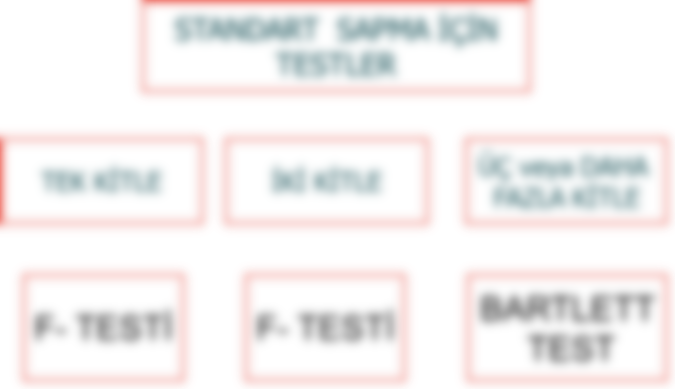 STANDART SAPMA İÇİN
TESTLER
TEK KİTLE
İKİ KİTLE
ÜÇ veya DAHA
FAZLA KİTLE
F- TESTİ
F- TESTİ
BARTLETT
TEST